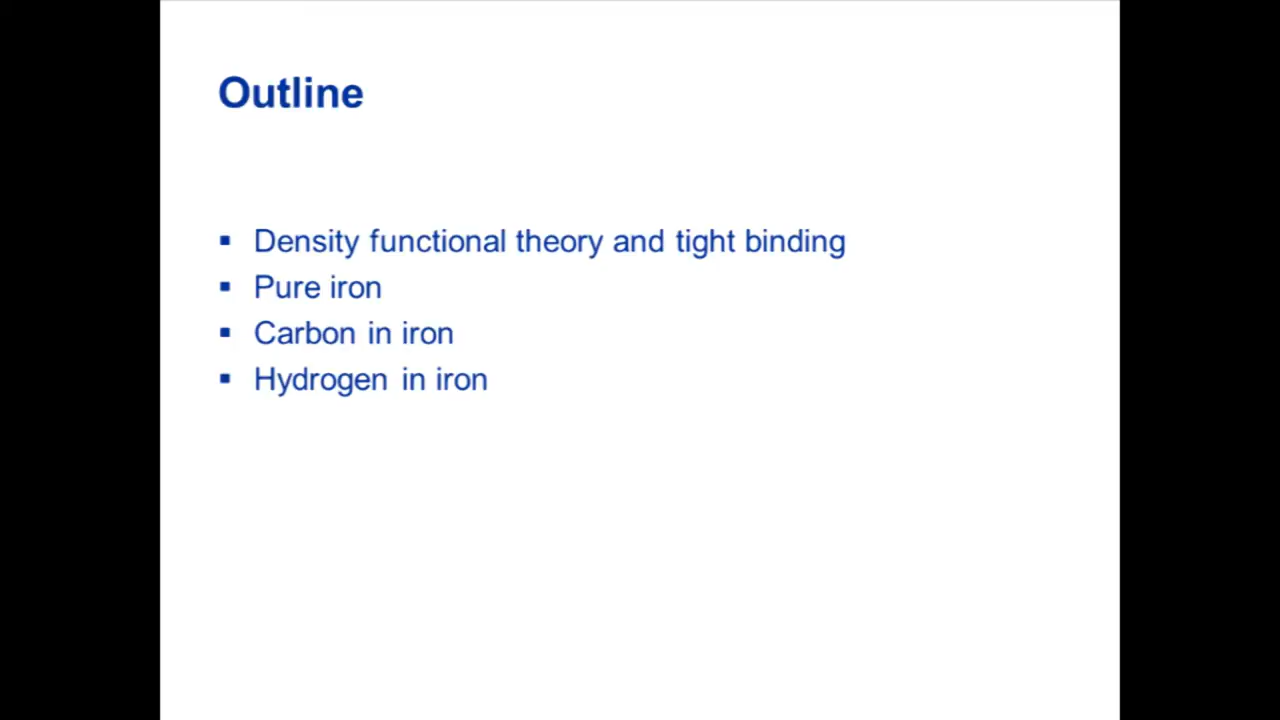 Outline
▪ Density functional theory and tight binding
▪ Pure iron
▪ Carbon in iron
▪ Hydrogen in iron